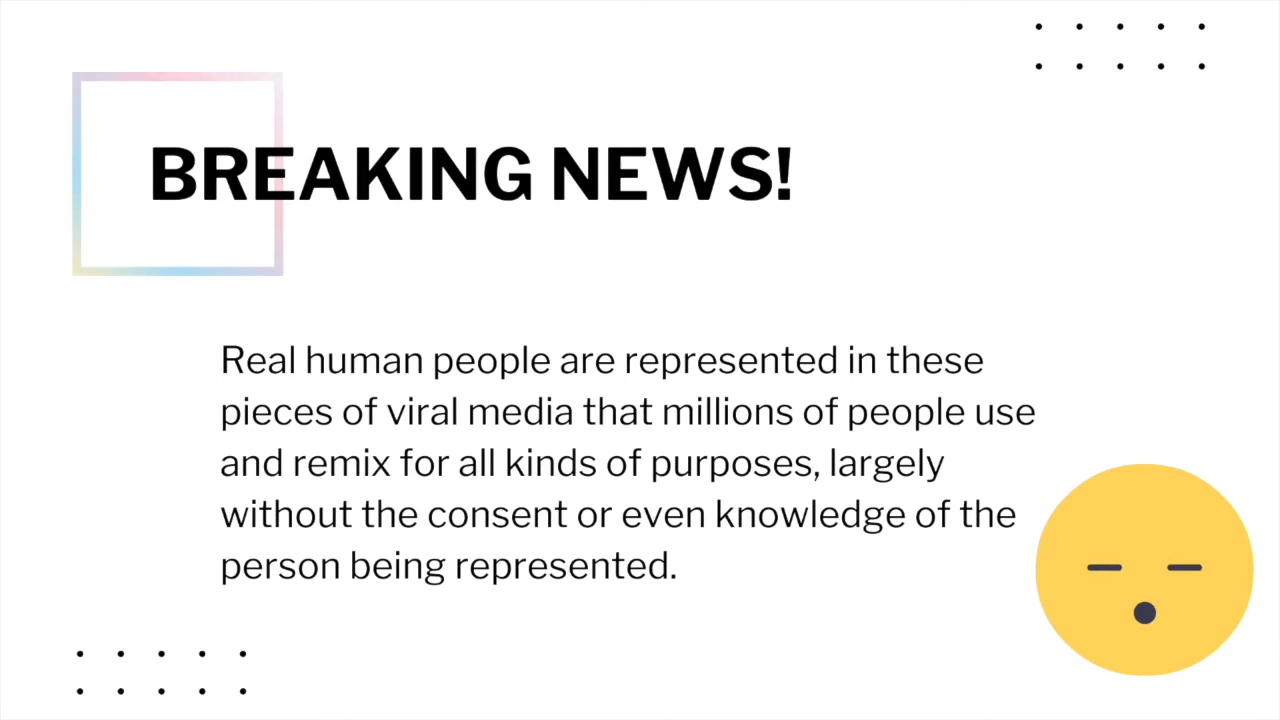 BREAKING NEWS!
Real human people are represented in these
pieces of viral media that millions of people use
and remix for all kinds of purposes, largely
without the consent or even knowledge of the
person being represented.